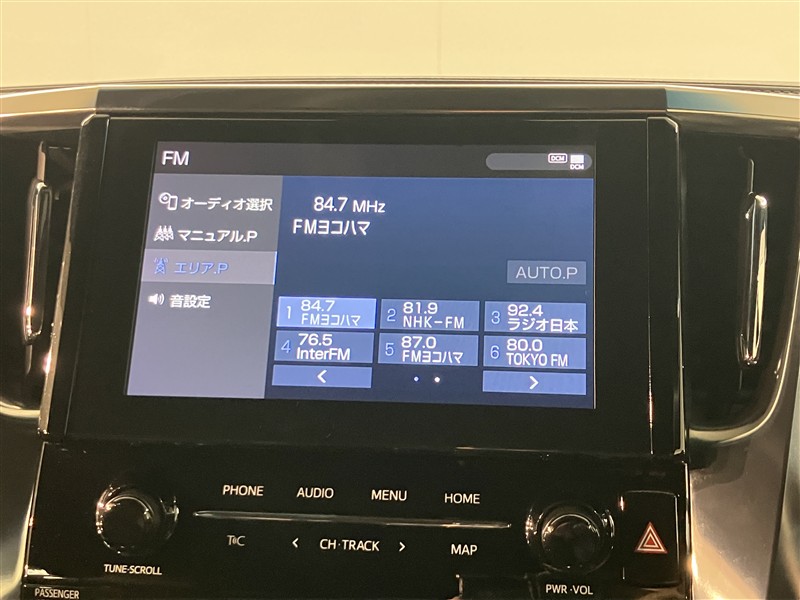 FM
DCM
DCM
オーディオ選択
マニュアル.P
エリア.P
音設定
84.7 MHz
FMヨコハマ
AUTO.P
1 84.7 FMヨコハマ
2 81.9 NHK-FM
3 92.4 ラジオ日本
4 76.5 InterFM
5 87.0 FMヨコハマ
6 80.0 TOKYO FM
<
>
PHONE
AUDIO
MENU
HOME
TUNE·SCROLL
T@C
< CH·TRACK >
MAP
PWR·VOL
PASSENGER